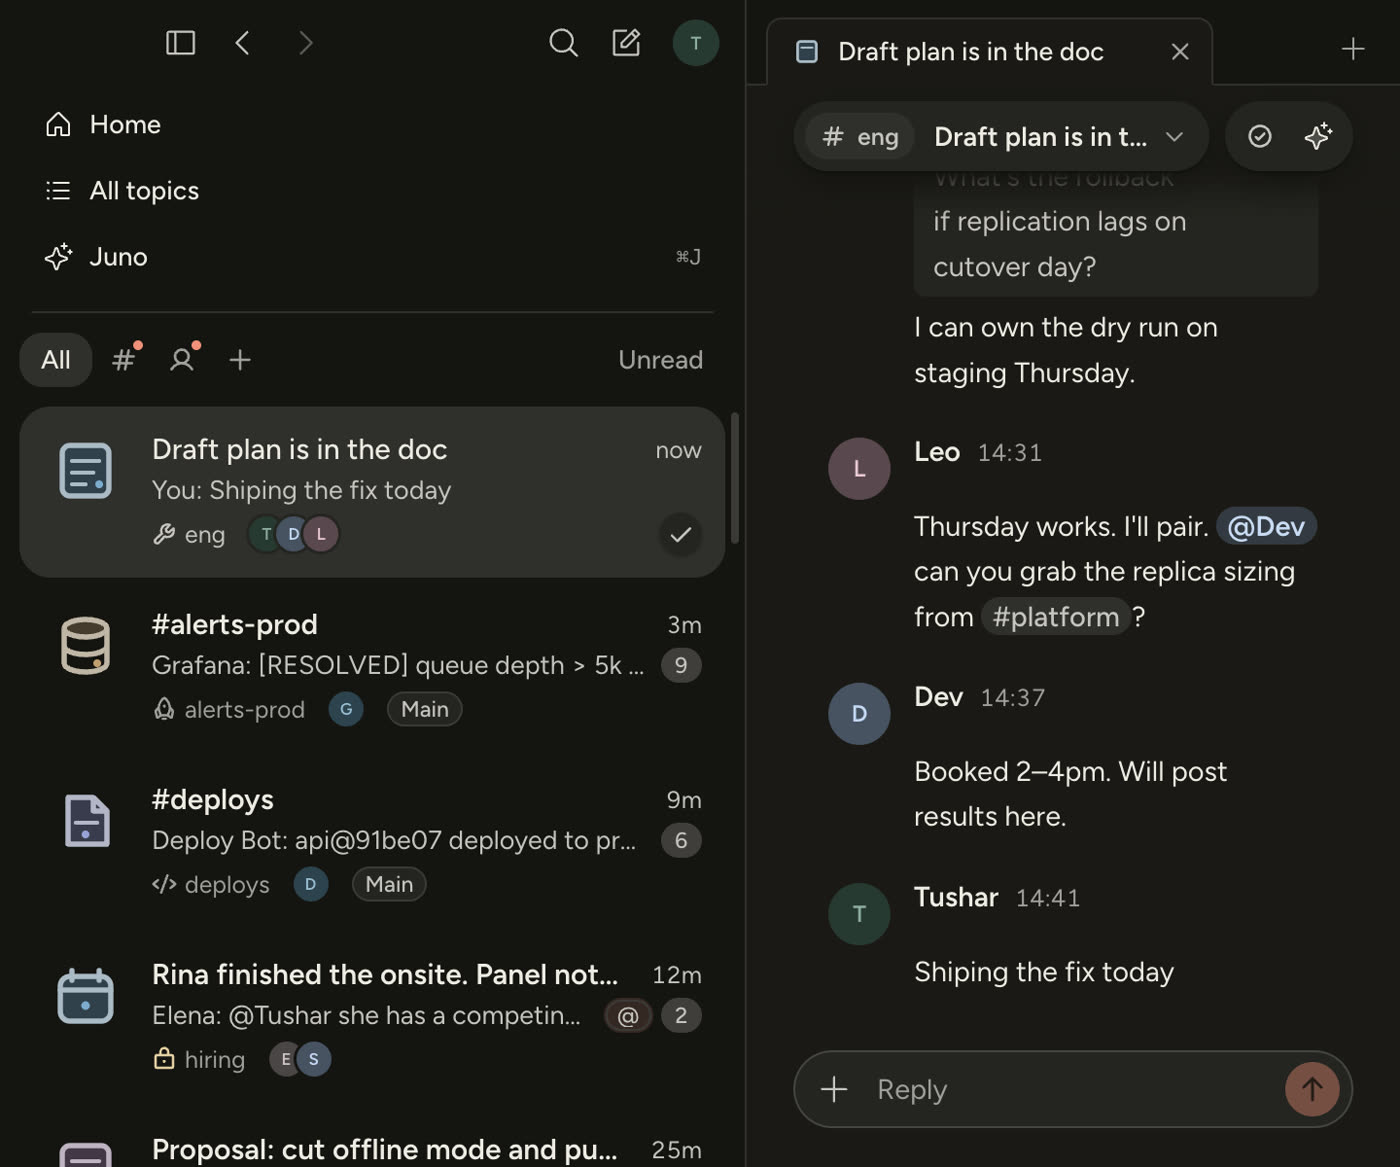 T
Home
All topics
Juno ⌘J
All # Unread
Draft plan is in the doc now
You: Shiping the fix today
eng T D L
#alerts-prod 3m
Grafana: [RESOLVED] queue depth > 5k ... 9
alerts-prod G Main
#deploys 9m
Deploy Bot: api@91be07 deployed to pr... 6
</> deploys D Main
Rina finished the onsite. Panel not... 12m
Elena: @Tushar she has a competin... @ 2
hiring E S
Proposal: cut offline mode and pu... 25m
Draft plan is in the doc
# eng Draft plan is in t...
What's the rollback
if replication lags on
cutover day?
I can own the dry run on
staging Thursday.
L Leo 14:31
Thursday works. I'll pair. @Dev
can you grab the replica sizing
from #platform ?
D Dev 14:37
Booked 2–4pm. Will post
results here.
T Tushar 14:41
Shiping the fix today
Reply